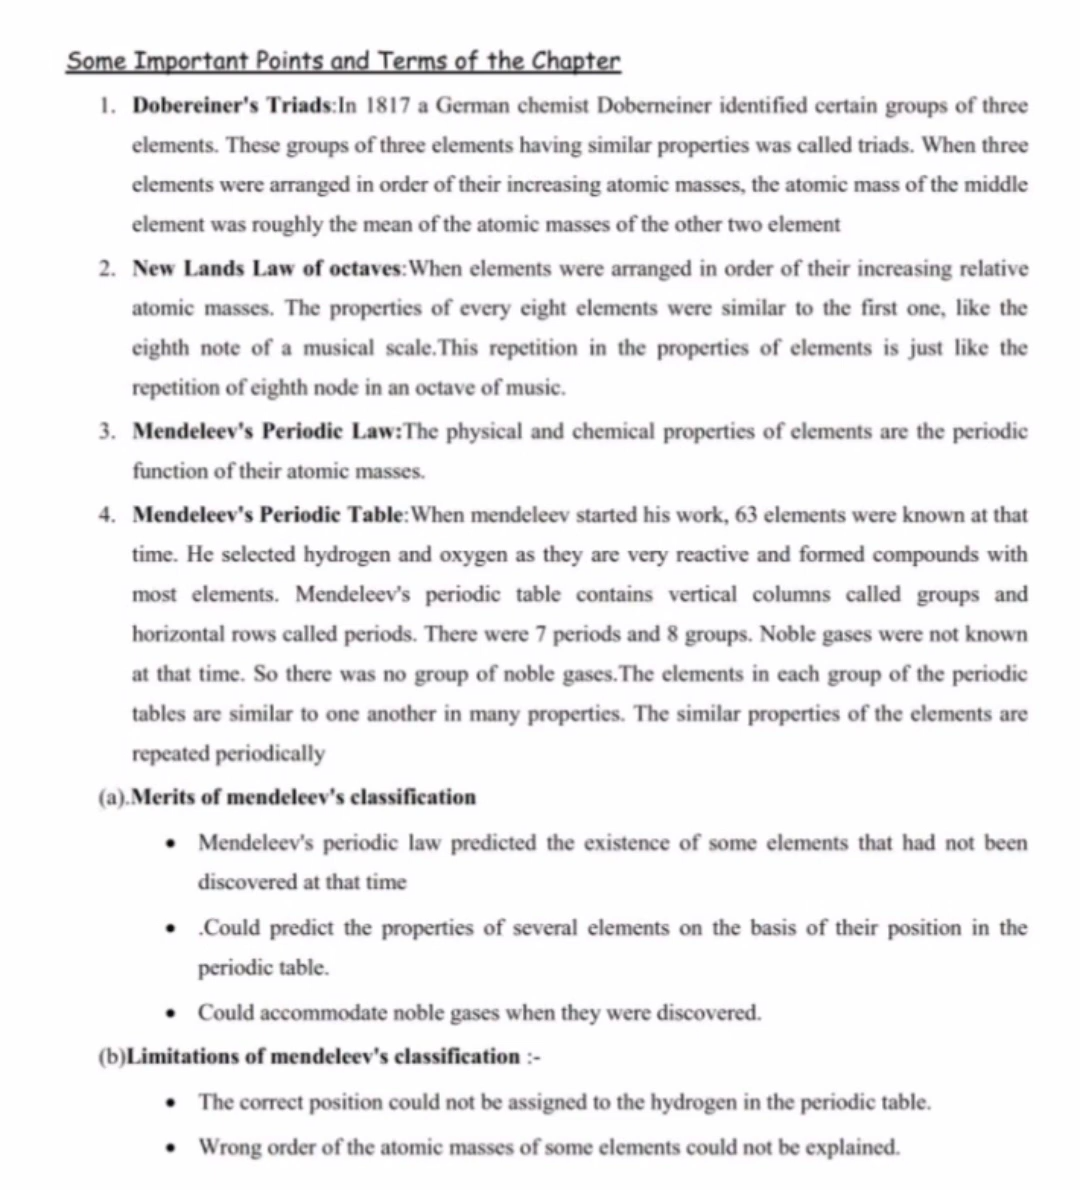 Some Important Points and Terms of the Chapter
1. Dobereiner's Triads:In 1817 a German chemist Doberneiner identified certain groups of three
elements. These groups of three elements having similar properties was called triads. When three
elements were arranged in order of their increasing atomic masses, the atomic mass of the middle
element was roughly the mean of the atomic masses of the other two element
2. New Lands Law of octaves:When elements were arranged in order of their increasing relative
atomic masses. The properties of every eight elements were similar to the first one, like the
eighth note of a musical scale.This repetition in the properties of elements is just like the
repetition of eighth node in an octave of music.
3. Mendeleev's Periodic Law:The physical and chemical properties of elements are the periodic
function of their atomic masses.
4. Mendeleev's Periodic Table:When mendeleev started his work, 63 elements were known at that
time. He selected hydrogen and oxygen as they are very reactive and formed compounds with
most elements. Mendeleev's periodic table contains vertical columns called groups and
horizontal rows called periods. There were 7 periods and 8 groups. Noble gases were not known
at that time. So there was no group of noble gases.The elements in each group of the periodic
tables are similar to one another in many properties. The similar properties of the elements are
repeated periodically
(a).Merits of mendeleev's classification
• Mendeleev's periodic law predicted the existence of some elements that had not been
discovered at that time
• .Could predict the properties of several elements on the basis of their position in the
periodic table.
• Could accommodate noble gases when they were discovered.
(b)Limitations of mendeleev's classification :-
• The correct position could not be assigned to the hydrogen in the periodic table.
• Wrong order of the atomic masses of some elements could not be explained.